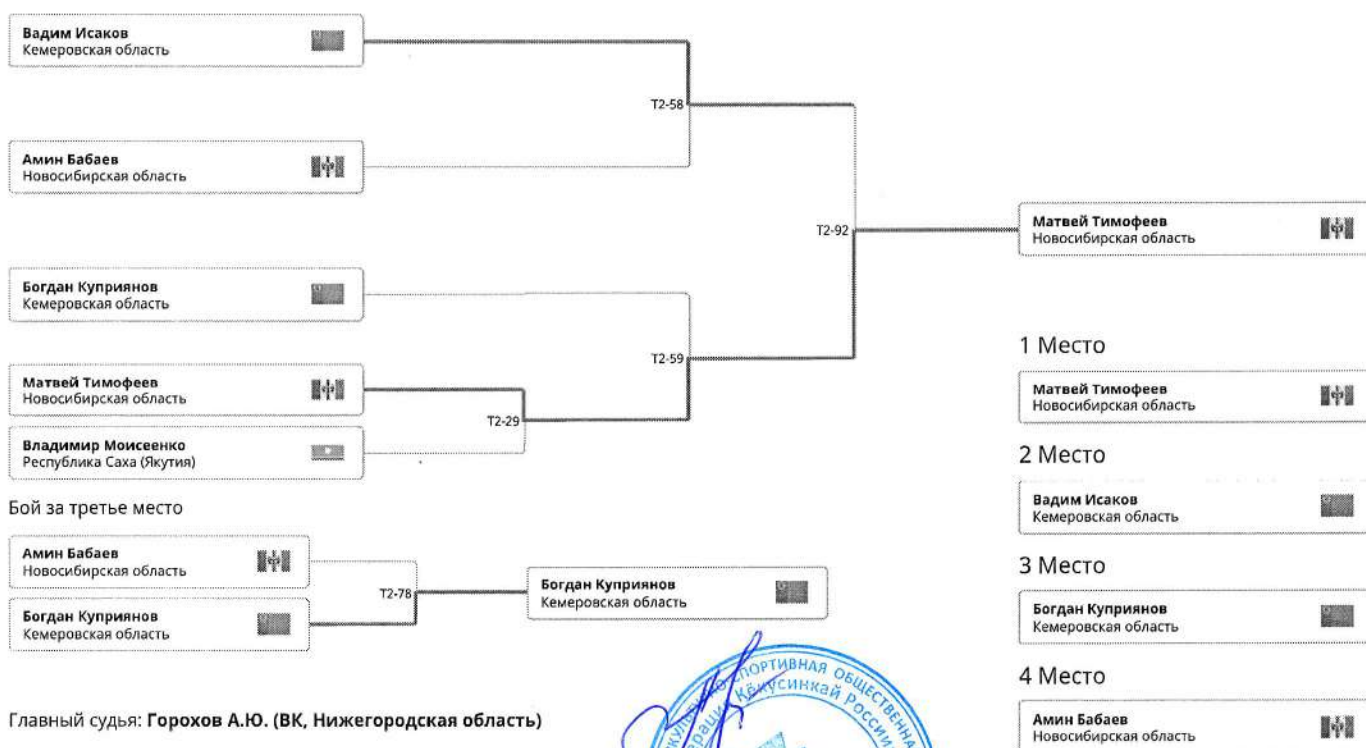 Вадим Исаков
Кемеровская область
T2-58
Амин Бабаев
Новосибирская область
T2-92
Матвей Тимофеев
Новосибирская область
Богдан Куприянов
Кемеровская область
T2-59
Матвей Тимофеев
Новосибирская область
T2-29
Владимир Моисеенко
Республика Саха (Якутия)
Бой за третье место
Амин Бабаев
Новосибирская область
T2-78
Богдан Куприянов
Кемеровская область
Богдан Куприянов
Кемеровская область
1 Место
Матвей Тимофеев
Новосибирская область
2 Место
Вадим Исаков
Кемеровская область
3 Место
Богдан Куприянов
Кемеровская область
4 Место
Амин Бабаев
Новосибирская область
Главный судья: Горохов А.Ю. (ВК, Нижегородская область)
СПОРТИВНАЯ
Кёкусинкай России